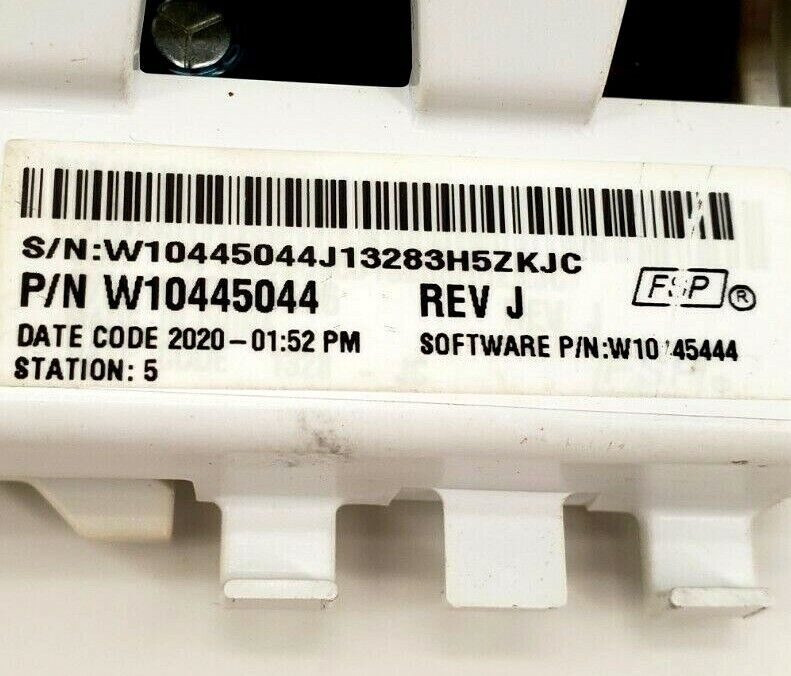 S/N:W10445044J13283H5ZKJC
P/N W10445044 REV J FSP®
DATE CODE 2020-01:52 PM SOFTWARE P/N:
STATION: 5